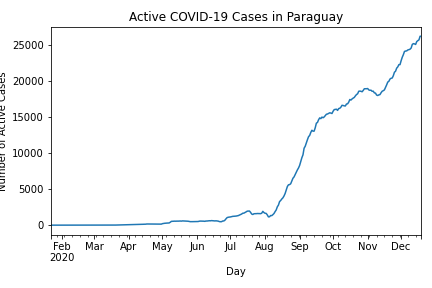 Active COVID-19 Cases in Paraguay
Number of Active Cases
25000
20000
15000
10000
5000
0
Feb Mar Apr May Jun Jul Aug Sep Oct Nov Dec
2020
Day